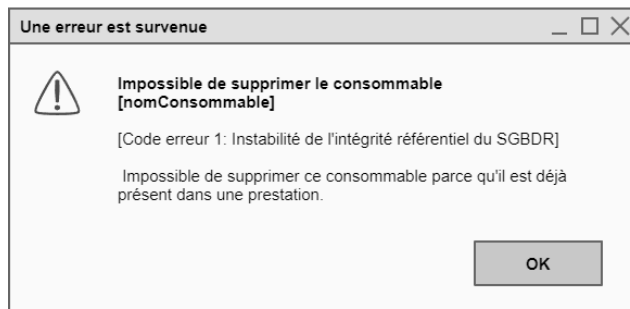 Une erreur est survenue
Impossible de supprimer le consommable
[nomConsommable]
[Code erreur 1: Instabilité de l'intégrité référentiel du SGBDR]
Impossible de supprimer ce consommable parce qu'il est déjà
présent dans une prestation.
OK